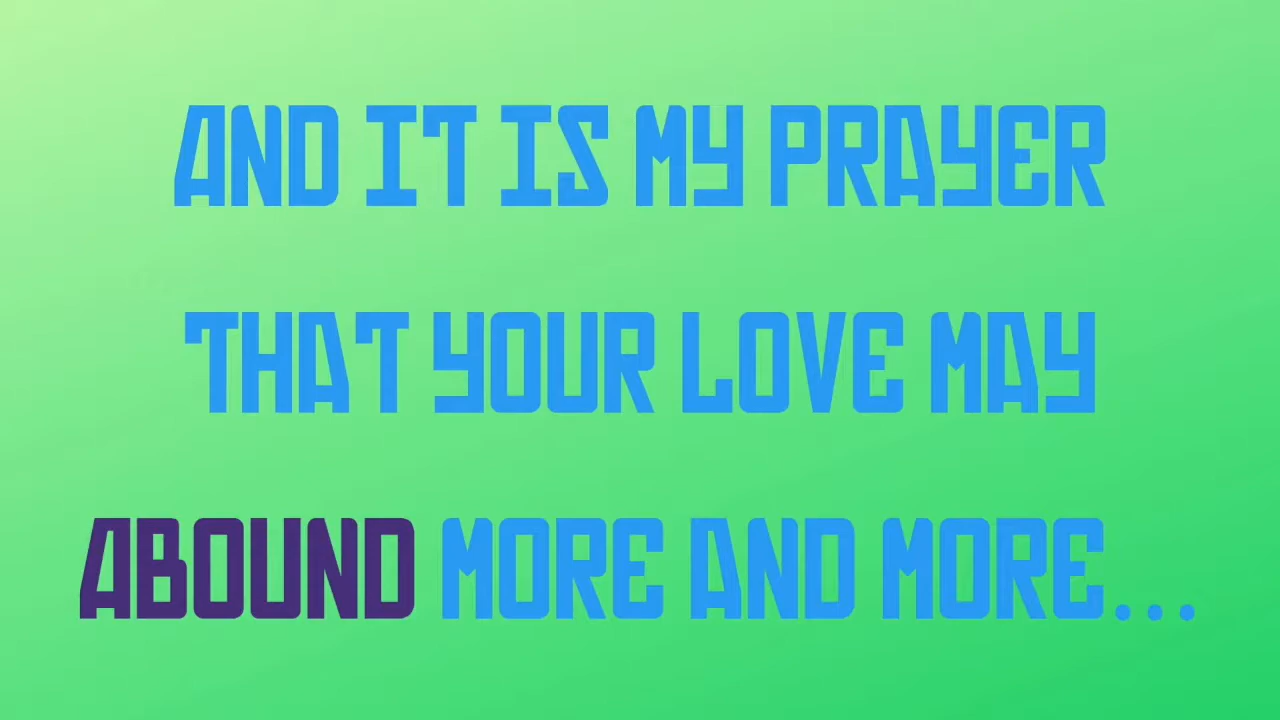 AND IT IS MY PRAYER
THAT YOUR LOVE MAY
ABOUND MORE AND MORE...